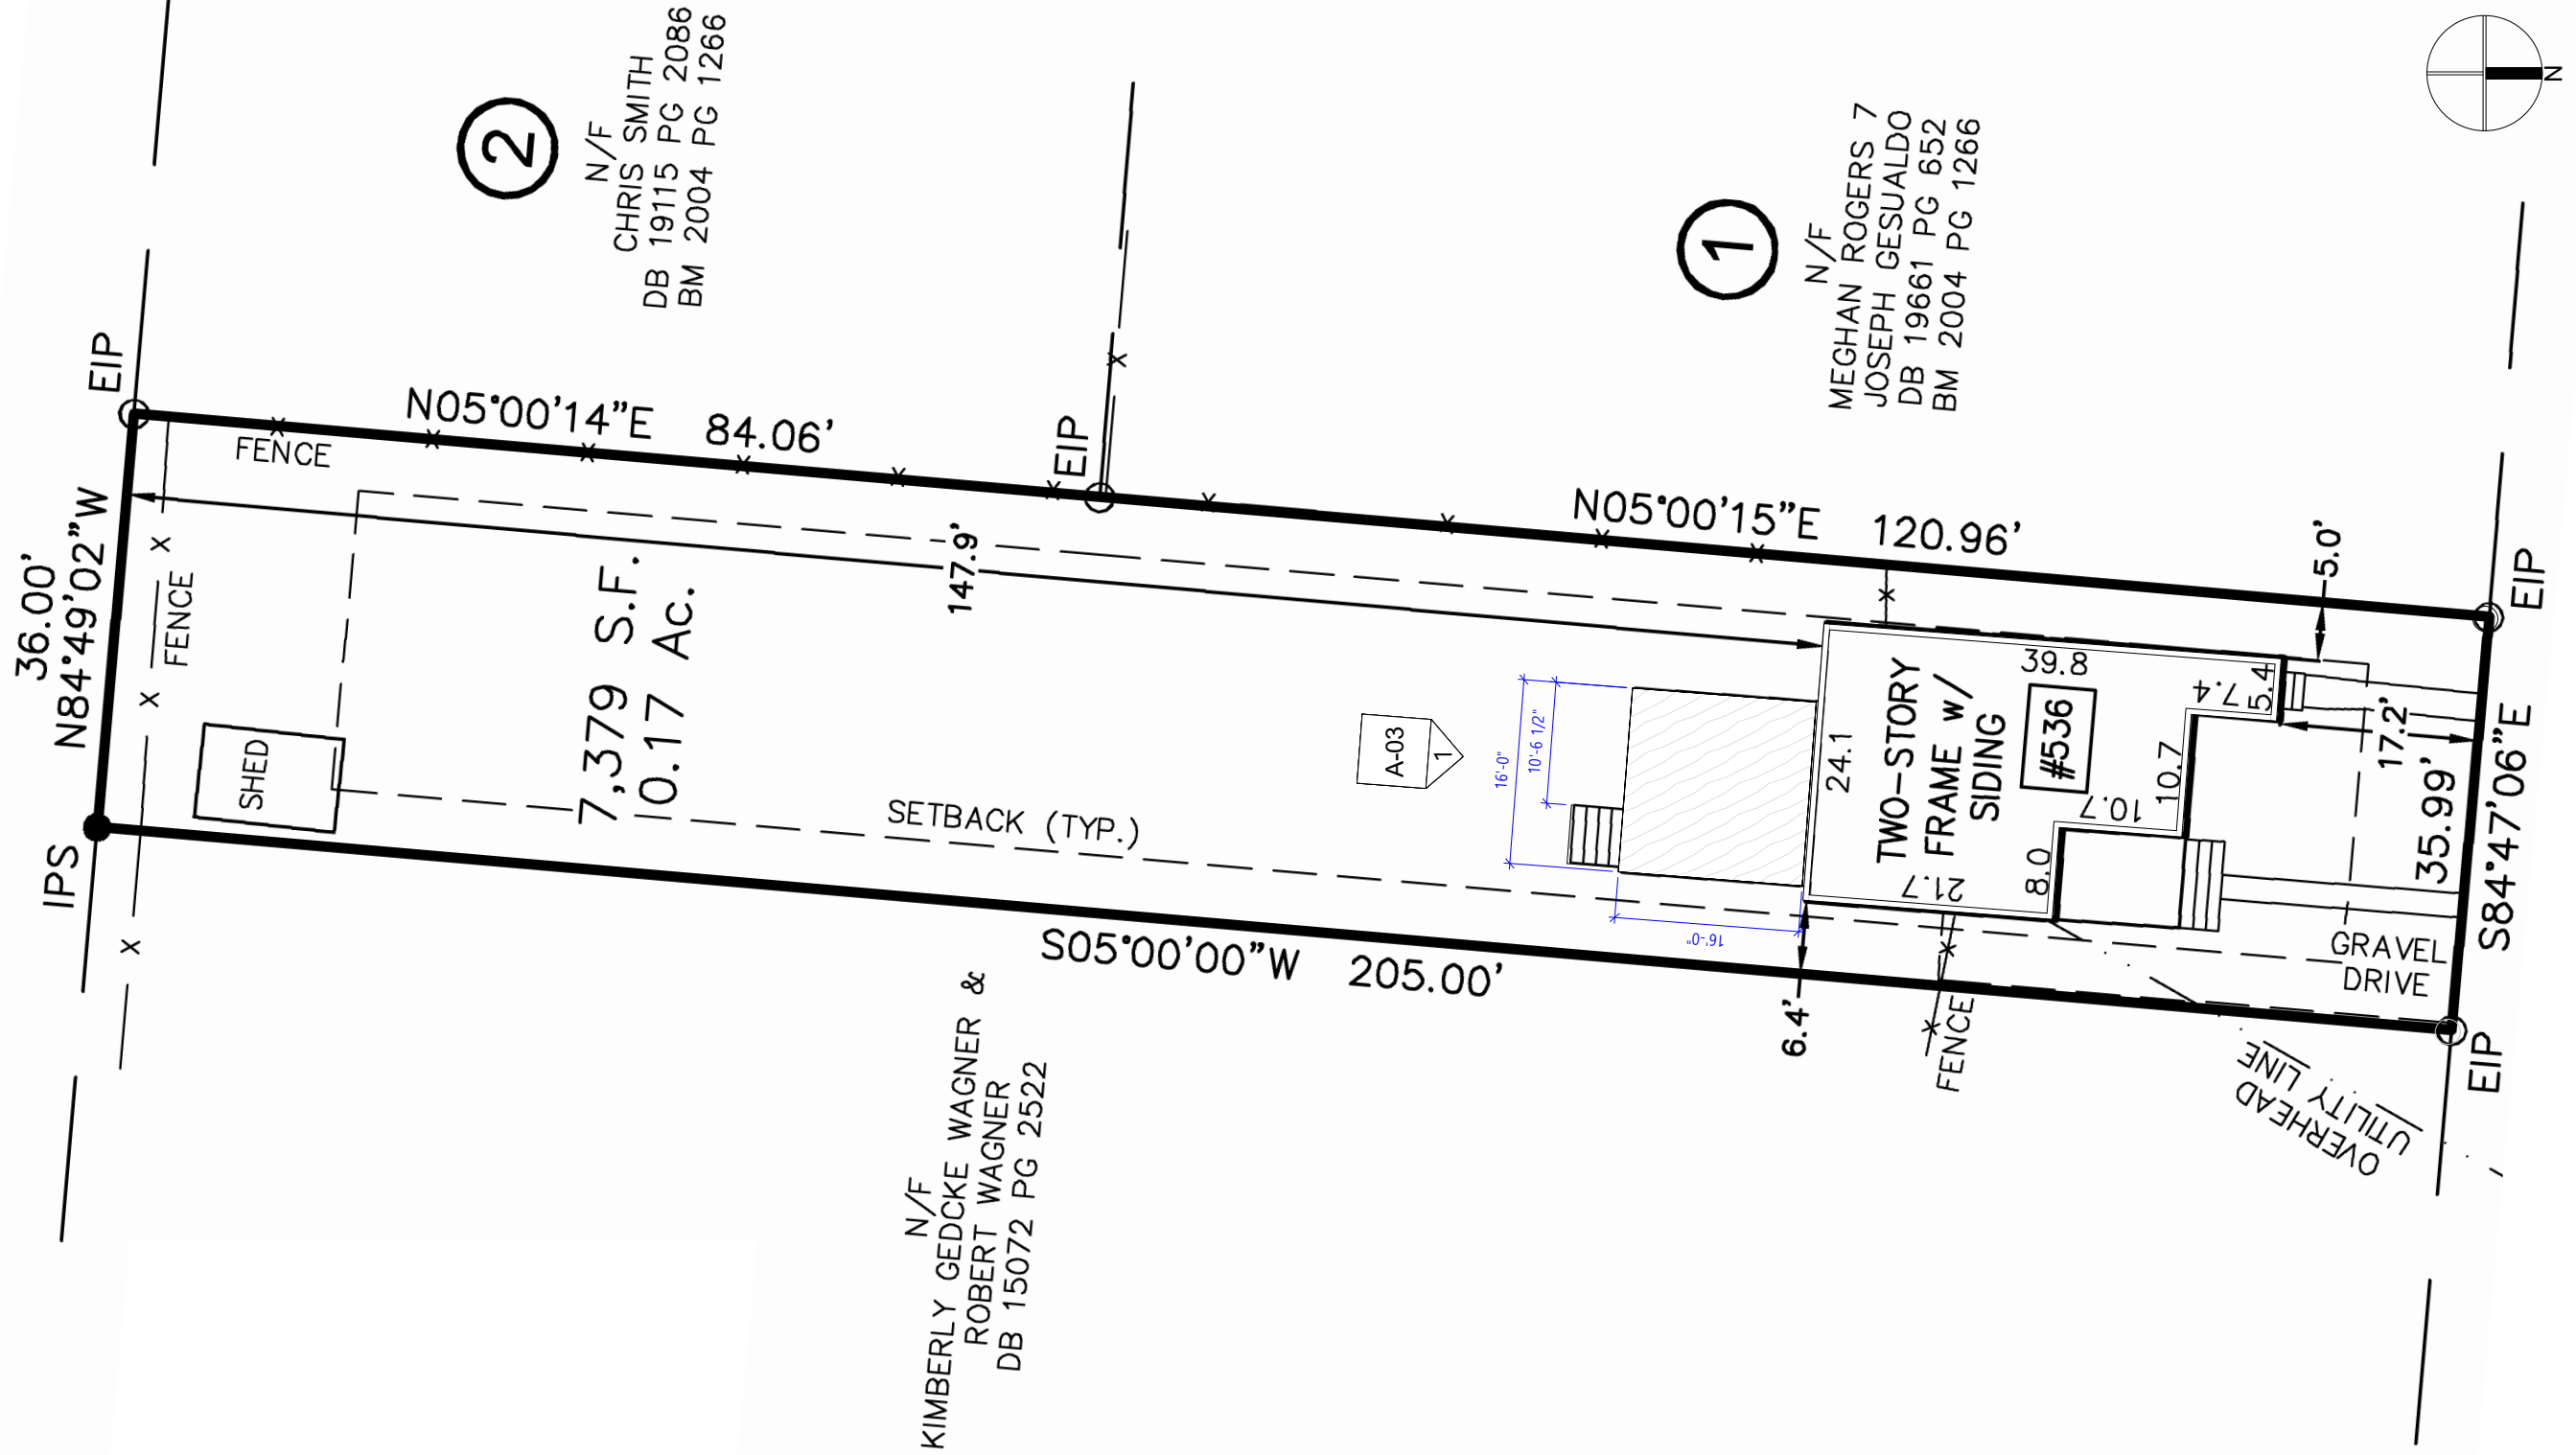 N
2
N/F
CHRIS SMITH
DB 19115 PG 2086
BM 2004 PG 1266
1
N/F
MEGHAN ROGERS 7
JOSEPH GESUALDO
DB 19661 PG 652
BM 2004 PG 1266
EIP
N05°00'14"E 84.06'
FENCE
EIP
N05°00'15"E 120.96'
5.0'
EIP
36.00'
N84°49'02"W
FENCE
147.9'
7,379 S.F.
0.17 Ac.
SHED
IPS
SETBACK (TYP.)
A-03
1
16'-0"
10'-6 1/2"
16'-0"
24.1
TWO-STORY
FRAME w/
SIDING
#536
39.8
7.4
5.4
10.7
10.7
8.0
21.7
17.2'
35.99'
S84°47'06"E
GRAVEL
DRIVE
S05°00'00"W 205.00'
6.4'
FENCE
EIP
OVERHEAD
UTILITY LINE
N/F
KIMBERLY GEDCKE WAGNER &
ROBERT WAGNER
DB 15072 PG 2522